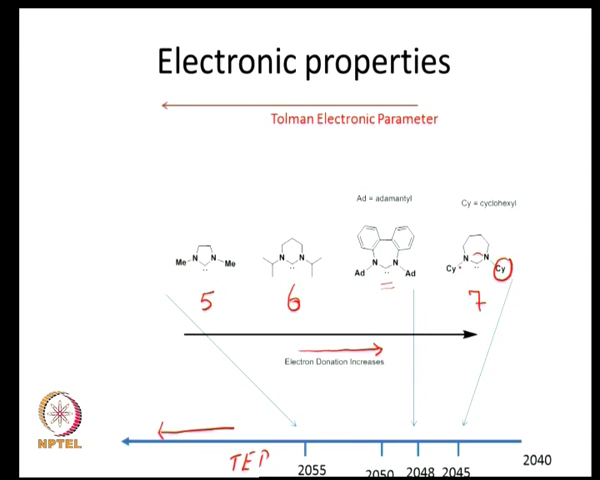 Electronic properties
Tolman Electronic Parameter
Ad = adamantyl
Cy = cyclohexyl
Me N N Me
N N
N N
Ad Ad
N N
Cy Cy
5 6 = 7
Electron Donation Increases
NPTEL
TEP
2055 2050 2048 2045 2040